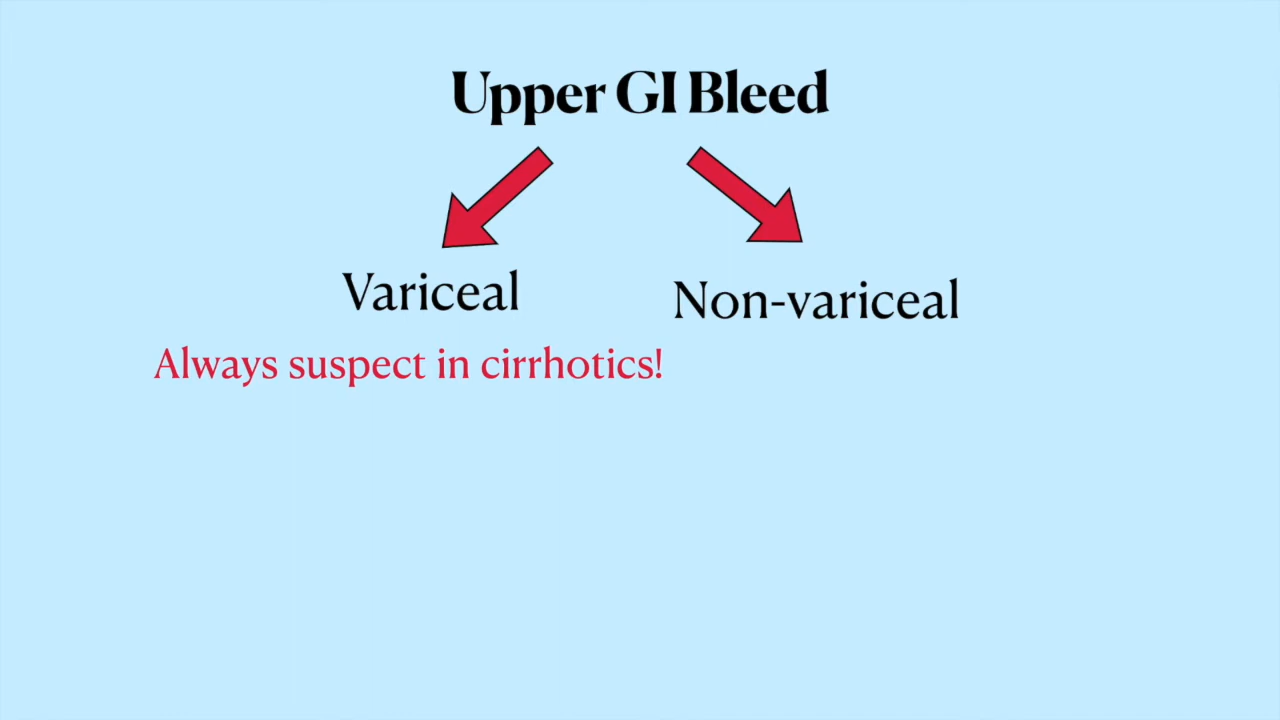 Upper GI Bleed
Variceal
Non-variceal
Always suspect in cirrhotics!